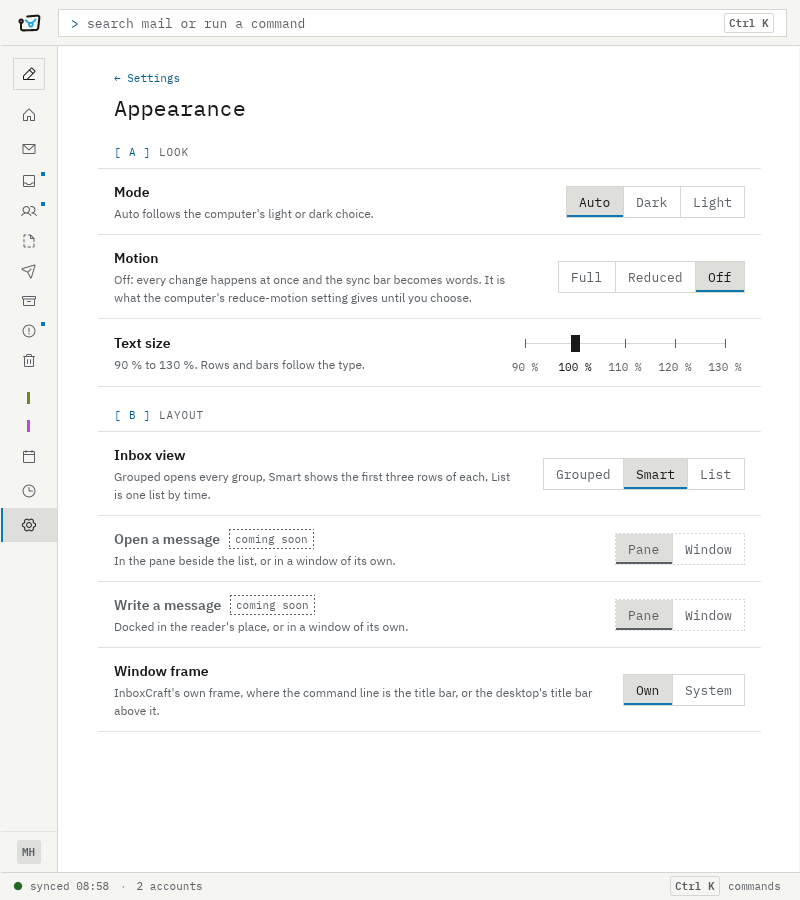 > search mail or run a command
Ctrl K
← Settings
Appearance
[ A ] LOOK
Mode
Auto follows the computer's light or dark choice.
Auto Dark Light
Motion
Off: every change happens at once and the sync bar becomes words. It is
what the computer's reduce-motion setting gives until you choose.
Full Reduced Off
Text size
90 % to 130 %. Rows and bars follow the type.
90 % 100 % 110 % 120 % 130 %
[ B ] LAYOUT
Inbox view
Grouped opens every group, Smart shows the first three rows of each, List
is one list by time.
Grouped Smart List
Open a message coming soon
In the pane beside the list, or in a window of its own.
Pane Window
Write a message coming soon
Docked in the reader's place, or in a window of its own.
Pane Window
Window frame
InboxCraft's own frame, where the command line is the title bar, or the desktop's title bar
above it.
Own System
MH
synced 08:58 · 2 accounts
Ctrl K commands